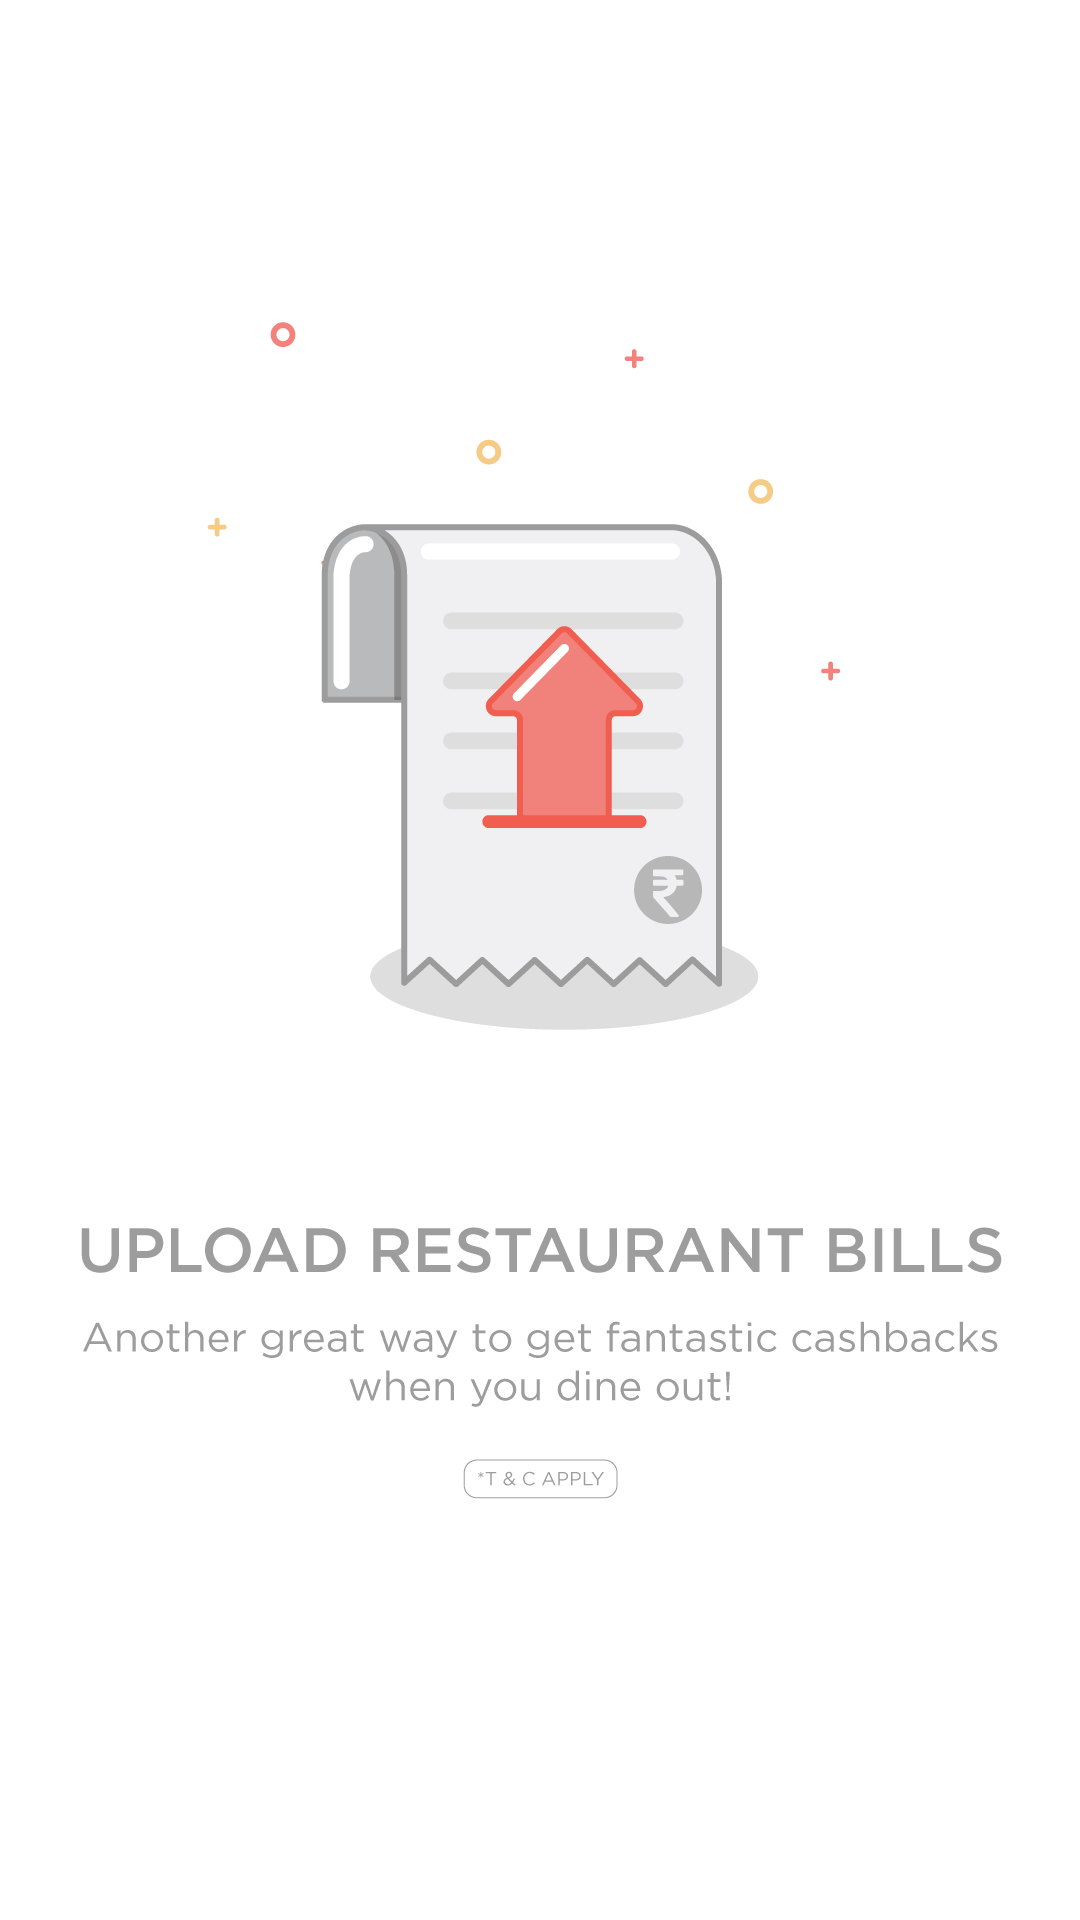 ₹
UPLOAD RESTAURANT BILLS
Another great way to get fantastic cashbacks
when you dine out!
*T & C APPLY